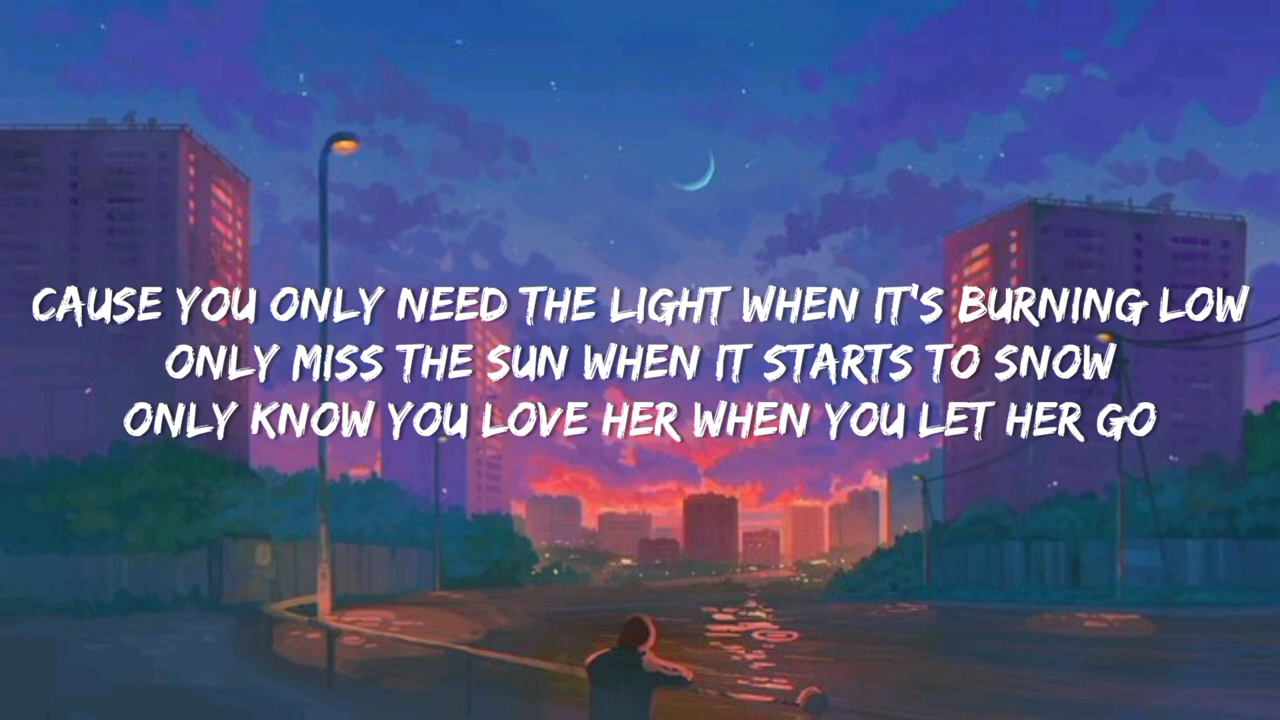 CAUSE YOU ONLY NEED THE LIGHT WHEN IT'S BURNING LOW
ONLY MISS THE SUN WHEN IT STARTS TO SNOW
ONLY KNOW YOU LOVE HER WHEN YOU LET HER GO